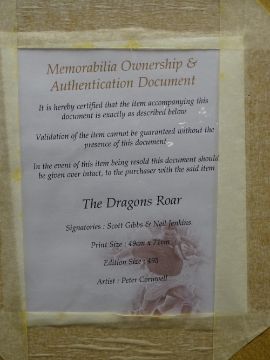 Memorabilia Ownership &
Authentication Document
It is hereby certified that the item accompanying this
document is exactly as described below
Validation of the item cannot be guaranteed without the
presence of this document
In the event of this item being resold this document should
be given over intact, to the purchaser with the said item
The Dragons Roar
Signatories : Scott Gibbs & Neil Jenkins
Print Size : 49cm x 71cm
Edition Size : 495
Artist : Peter Cornwell